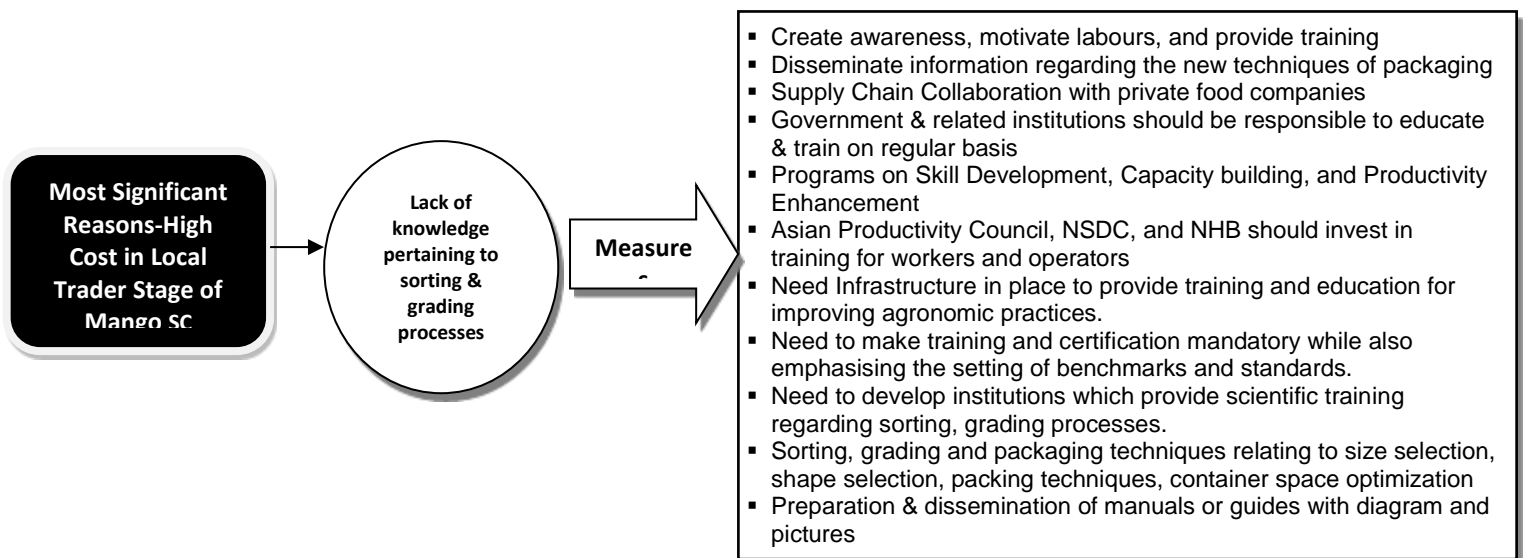 Most Significant
Reasons-High
Cost in Local
Trader Stage of
Mango SC
Lack of
knowledge
pertaining to
sorting &
grading
processes
Measure
▪ Create awareness, motivate labours, and provide training
▪ Disseminate information regarding the new techniques of packaging
▪ Supply Chain Collaboration with private food companies
▪ Government & related institutions should be responsible to educate
& train on regular basis
▪ Programs on Skill Development, Capacity building, and Productivity
Enhancement
▪ Asian Productivity Council, NSDC, and NHB should invest in
training for workers and operators
▪ Need Infrastructure in place to provide training and education for
improving agronomic practices.
▪ Need to make training and certification mandatory while also
emphasising the setting of benchmarks and standards.
▪ Need to develop institutions which provide scientific training
regarding sorting, grading processes.
▪ Sorting, grading and packaging techniques relating to size selection,
shape selection, packing techniques, container space optimization
▪ Preparation & dissemination of manuals or guides with diagram and
pictures